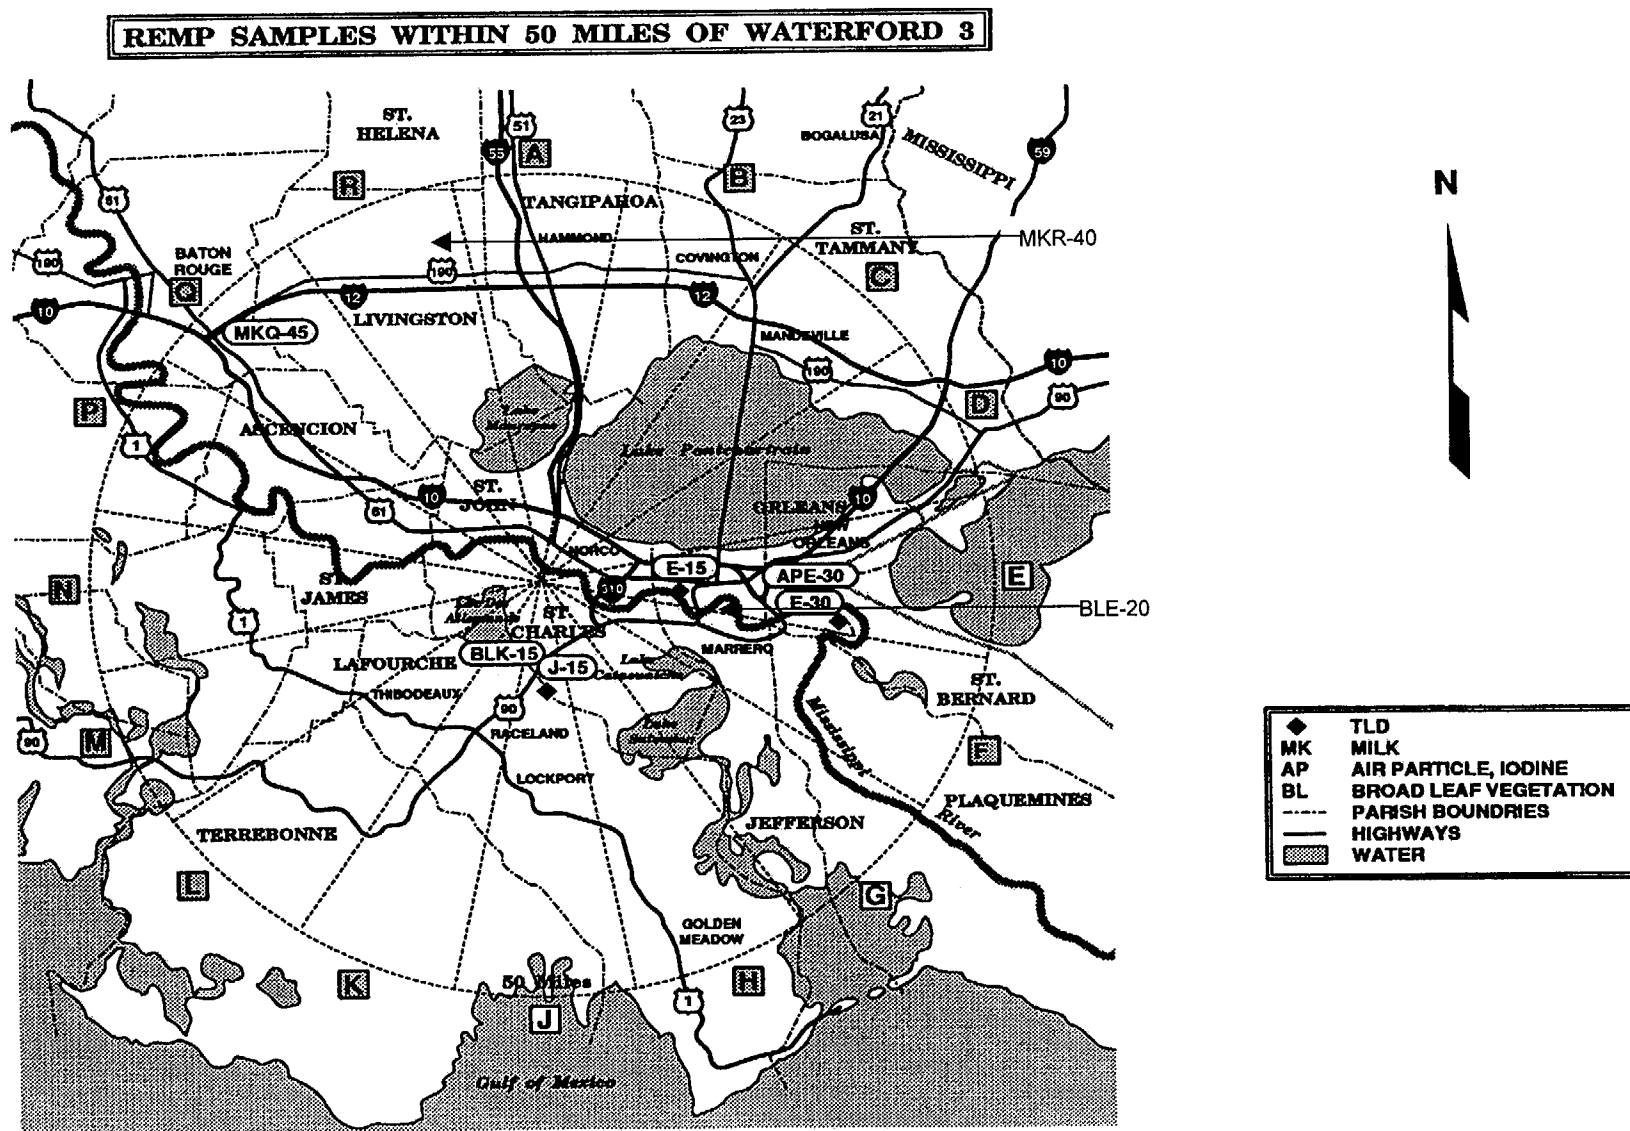 REMP SAMPLES WITHIN 50 MILES OF WATERFORD 3
ST.
HELENA
51
55
A
23
B
21
BOGALUSA
MISSISSIPPI
59
R
61
TANGIPAHOA
HAMMOND
ST.
TAMMANY
MKR-40
N
190
BATON
ROUGE
Q
190
COVINGTON
C
10
12
12
LIVINGSTON
MKQ-45
MANDEVILLE
10
190
90
P
D
1
ASCENCION
Lake
Lake Pontchartrain
10
ST.
JOHN
61
10
ORLEANS
NEW
ORLEANS
NORCO
E-15
APE-30
E
N
ST.
JAMES
310
E-30
BLE-20
1
ST.
CHARLES
BLK-15
J-15
MARRERO
LAFOURCHE
Lake
THIBODEAUX
ST.
BERNARD
90
90
M
RACELAND
Lake
Mississippi
River
F
LOCKPORT
PLAQUEMINES
TERREBONNE
JEFFERSON
L
G
GOLDEN
MEADOW
K
50 Miles
H
1
J
Gulf of Mexico
TLD
MK MILK
AP AIR PARTICLE, IODINE
BL BROAD LEAF VEGETATION
PARISH BOUNDRIES
HIGHWAYS
WATER